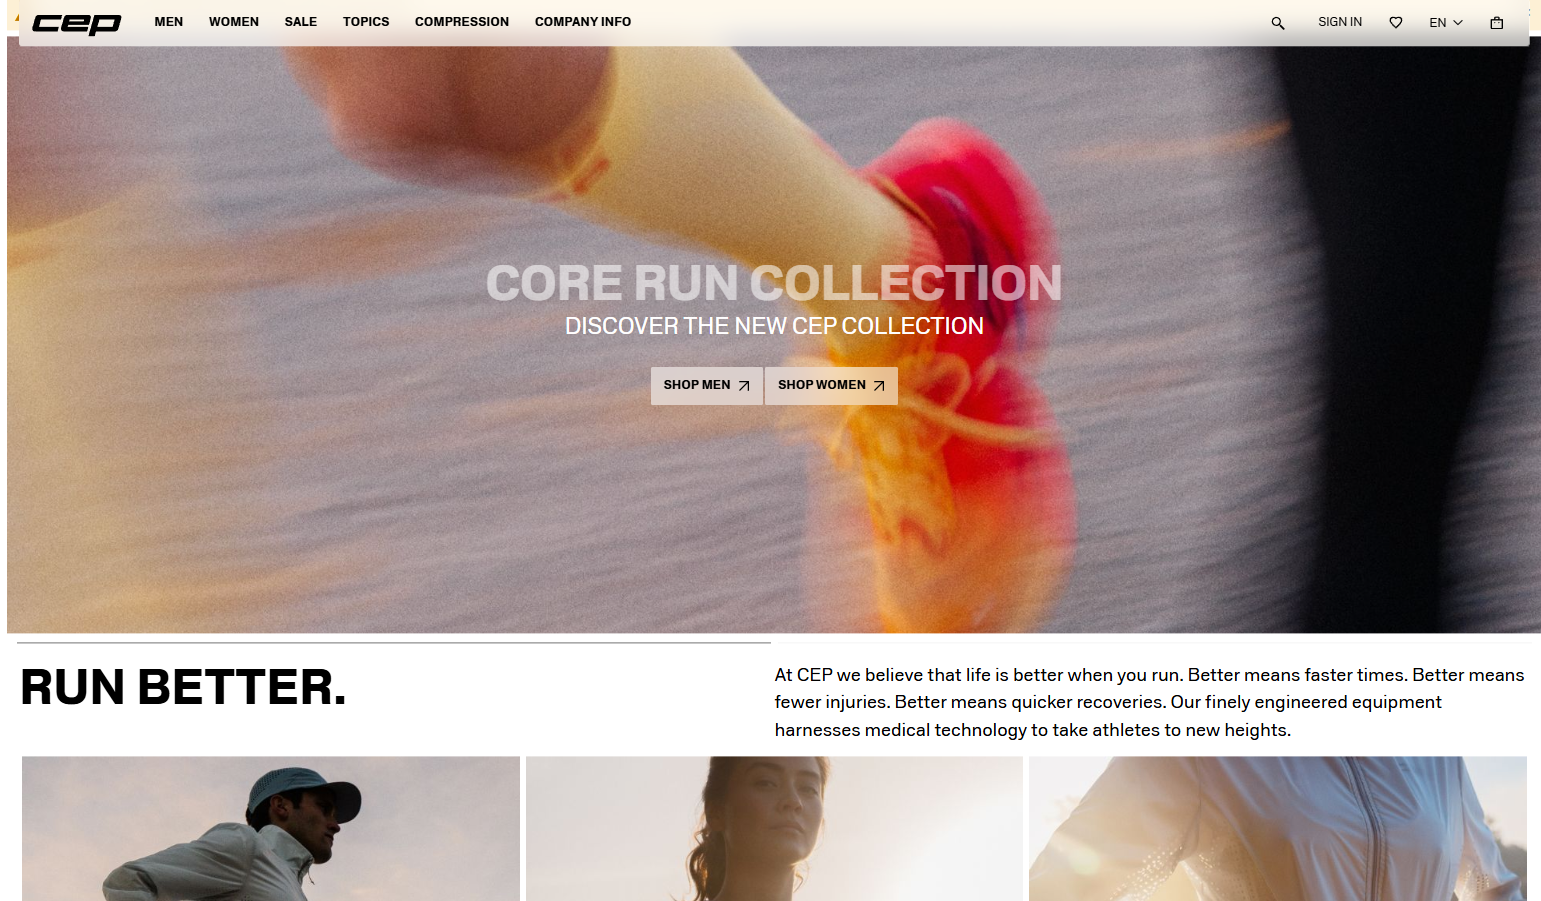 cep
MEN WOMEN SALE TOPICS COMPRESSION COMPANY INFO
SIGN IN
EN
CORE RUN COLLECTION
DISCOVER THE NEW CEP COLLECTION
SHOP MEN
SHOP WOMEN
RUN BETTER.
At CEP we believe that life is better when you run. Better means faster times. Better means
fewer injuries. Better means quicker recoveries. Our finely engineered equipment
harnesses medical technology to take athletes to new heights.